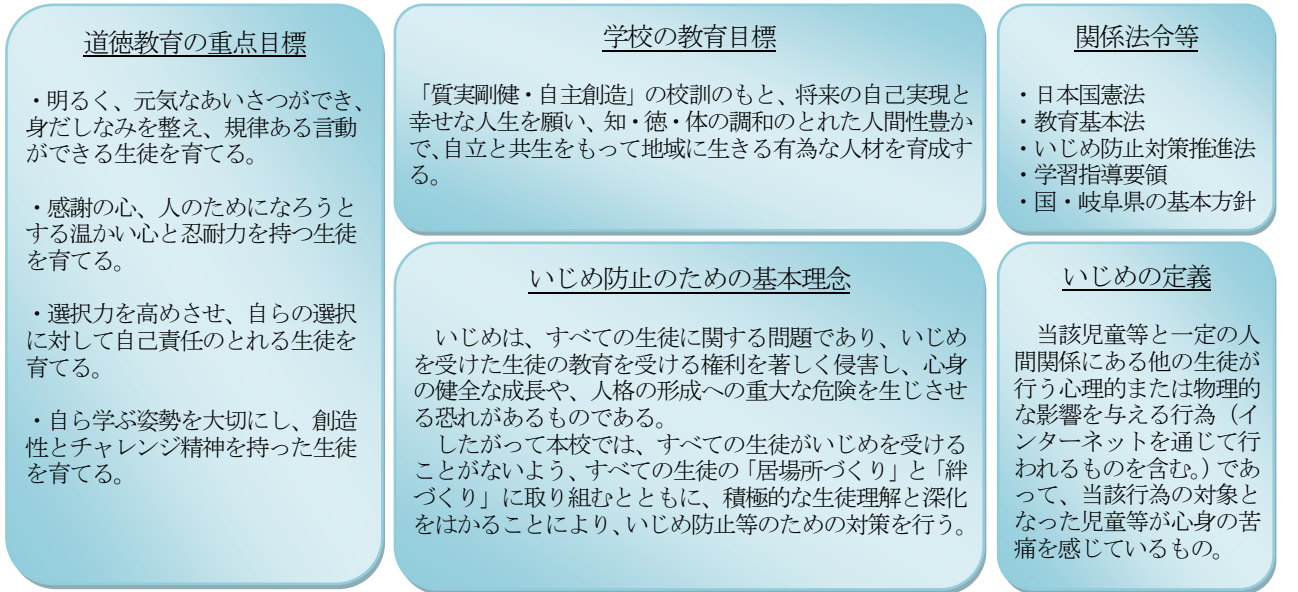 道徳教育の重点目標
・明るく、元気なあいさつができ、
身だしなみを整え、規律ある言動
ができる生徒を育てる。
・感謝の心、人のためになろうと
する温かい心と忍耐力を持つ生徒
を育てる。
・選択力を高めさせ、自らの選択
に対して自己責任のとれる生徒を
育てる。
・自ら学ぶ姿勢を大切にし、創造
性とチャレンジ精神を持った生徒
を育てる。
学校の教育目標
「質実剛健・自主創造」の校訓のもと、将来の自己実現と
幸せな人生を願い、知・徳・体の調和のとれた人間性豊か
で、自立と共生をもって地域に生きる有為な人材を育成す
る。
関係法令等
・日本国憲法
・教育基本法
・いじめ防止対策推進法
・学習指導要領
・国・岐阜県の基本方針
いじめ防止のための基本理念
いじめは、すべての生徒に関する問題であり、いじめ
を受けた生徒の教育を受ける権利を著しく侵害し、心身
の健全な成長や、人格の形成への重大な危険を生じさせ
る恐れがあるものである。
したがって本校では、すべての生徒がいじめを受ける
ことがないよう、すべての生徒の「居場所づくり」と「絆
づくり」に取り組むとともに、積極的な生徒理解と深化
をはかることにより、いじめ防止等のための対策を行う。
いじめの定義
当該児童等と一定の人
間関係にある他の生徒が
行う心理的または物理的
な影響を与える行為（イ
ンターネットを通じて行
われるものを含む。）であ
って、当該行為の対象と
なった児童等が心身の苦
痛を感じているもの。